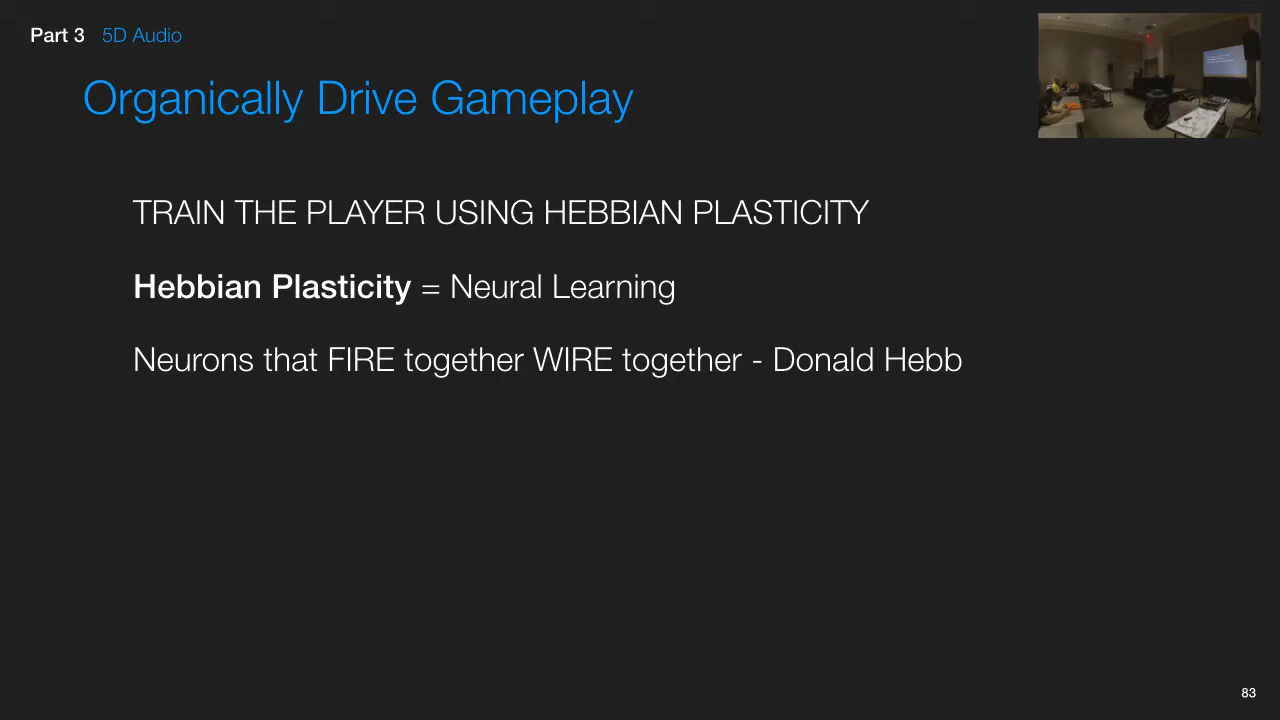 Part 3 5D Audio
Organically Drive Gameplay
TRAIN THE PLAYER USING HEBBIAN PLASTICITY
Hebbian Plasticity = Neural Learning
Neurons that FIRE together WIRE together - Donald Hebb
83